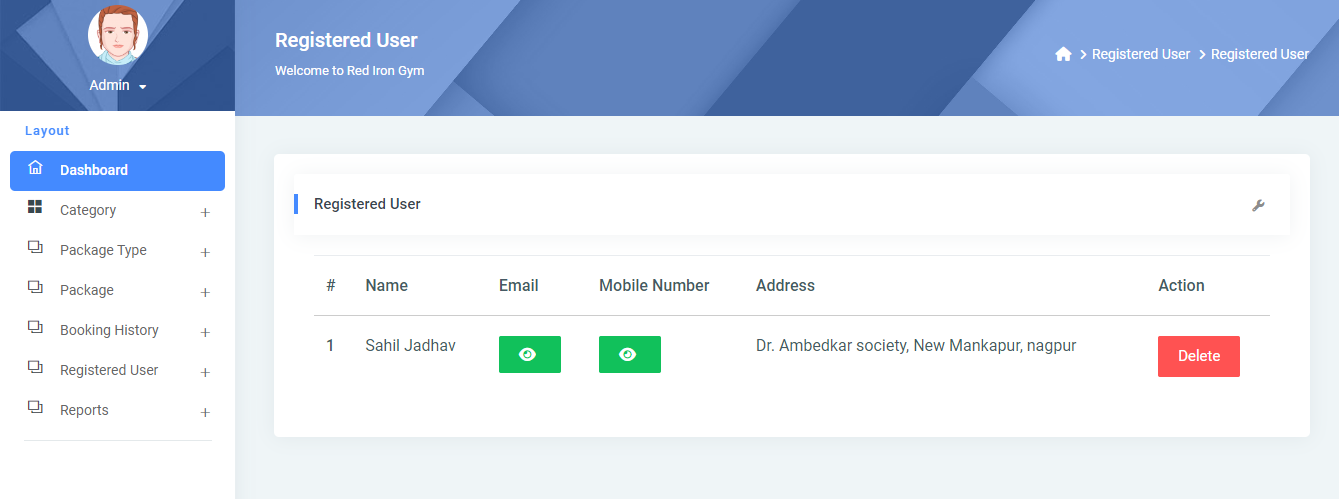 Admin
Layout
Dashboard
Category
Package Type
Package
Booking History
Registered User
Reports
Registered User
Welcome to Red Iron Gym
Registered User Registered User
Registered User
# Name Email Mobile Number Address Action
1 Sahil Jadhav Dr. Ambedkar society, New Mankapur, nagpur Delete